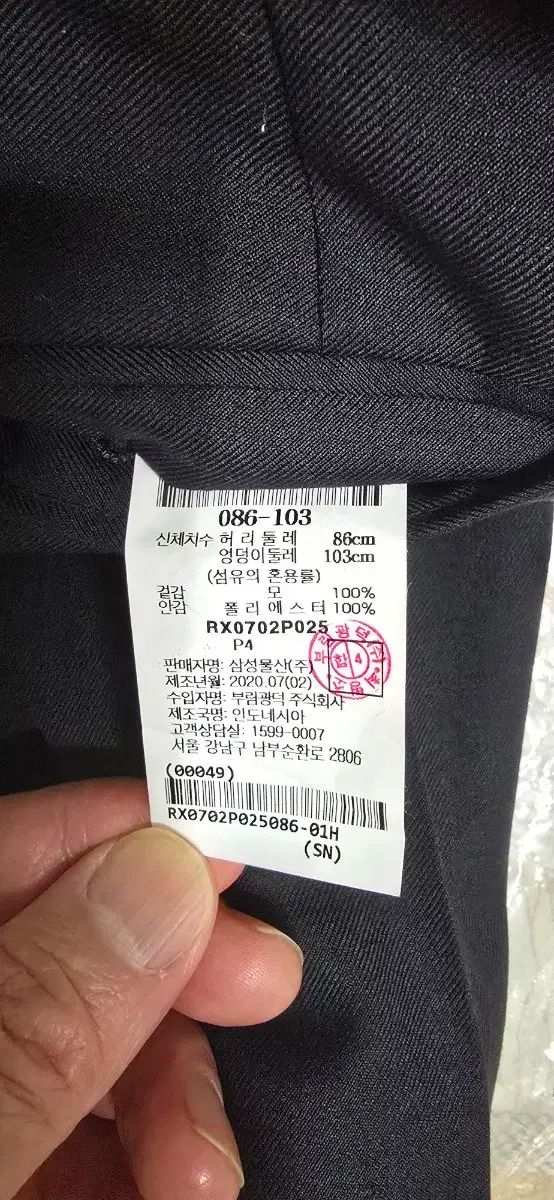 086-103
신체치수 허 리 둘 레 86cm
엉덩이둘레 103cm
(섬유의 혼용률)
겉감 모 100%
안감 폴 리 에 스 터 100%
RX0702P025
P4
판매자명: 삼성물산(주)
제조년월: 2020.07(02)
수입자명: 부림광덕 주식회사
제조국명: 인도네시아
고객상담실: 1599-0007
서울 강남구 남부순환로 2806
(00049)
RX0702P025086-01H
(SN)
합 4